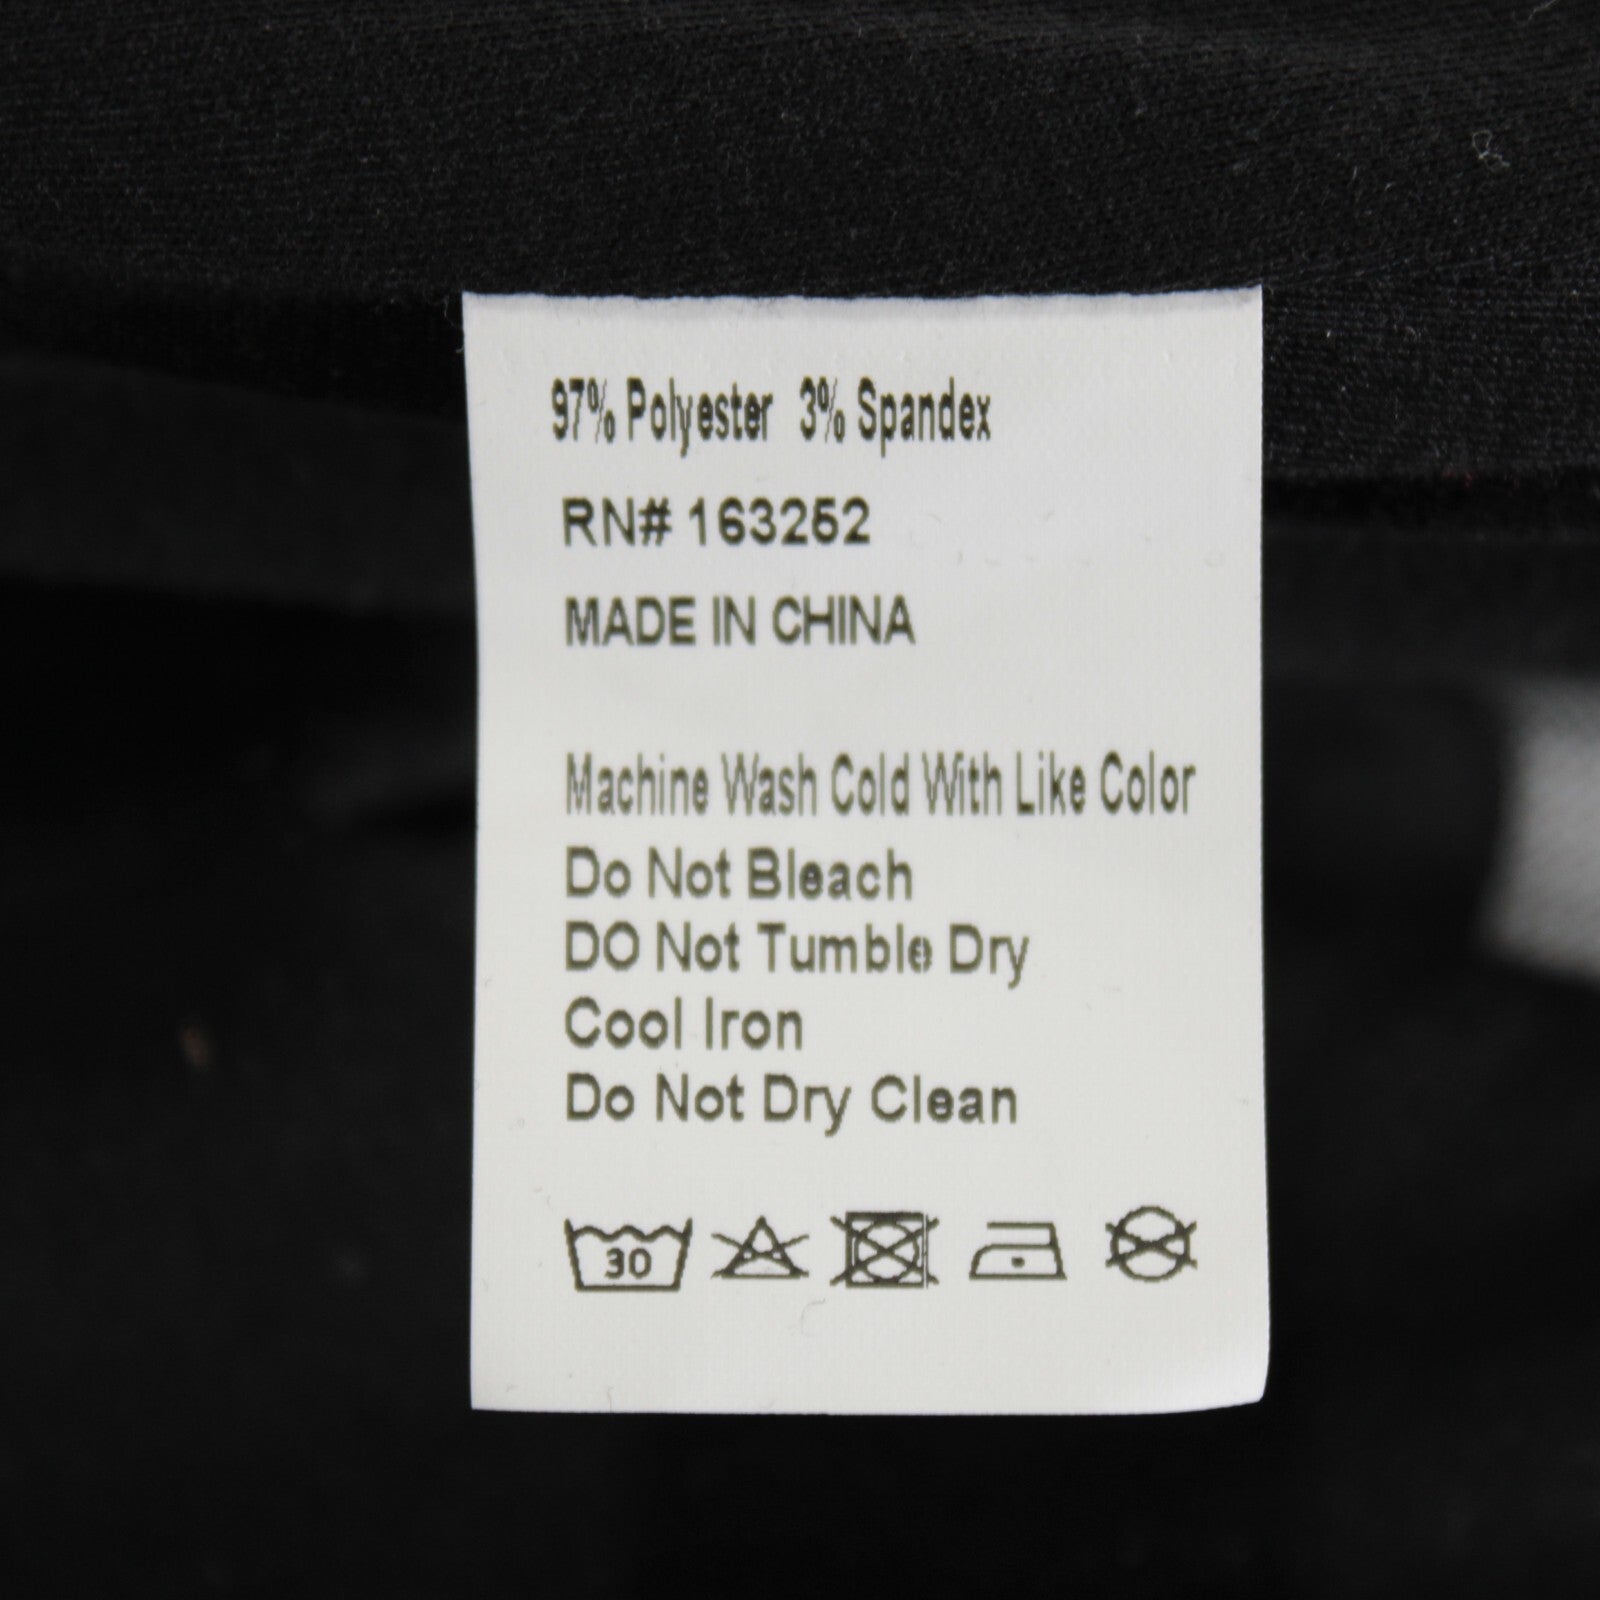 97% Polyester 3% Spandex
RN# 163252
MADE IN CHINA
Machine Wash Cold With Like Color
Do Not Bleach
DO Not Tumble Dry
Cool Iron
Do Not Dry Clean
30